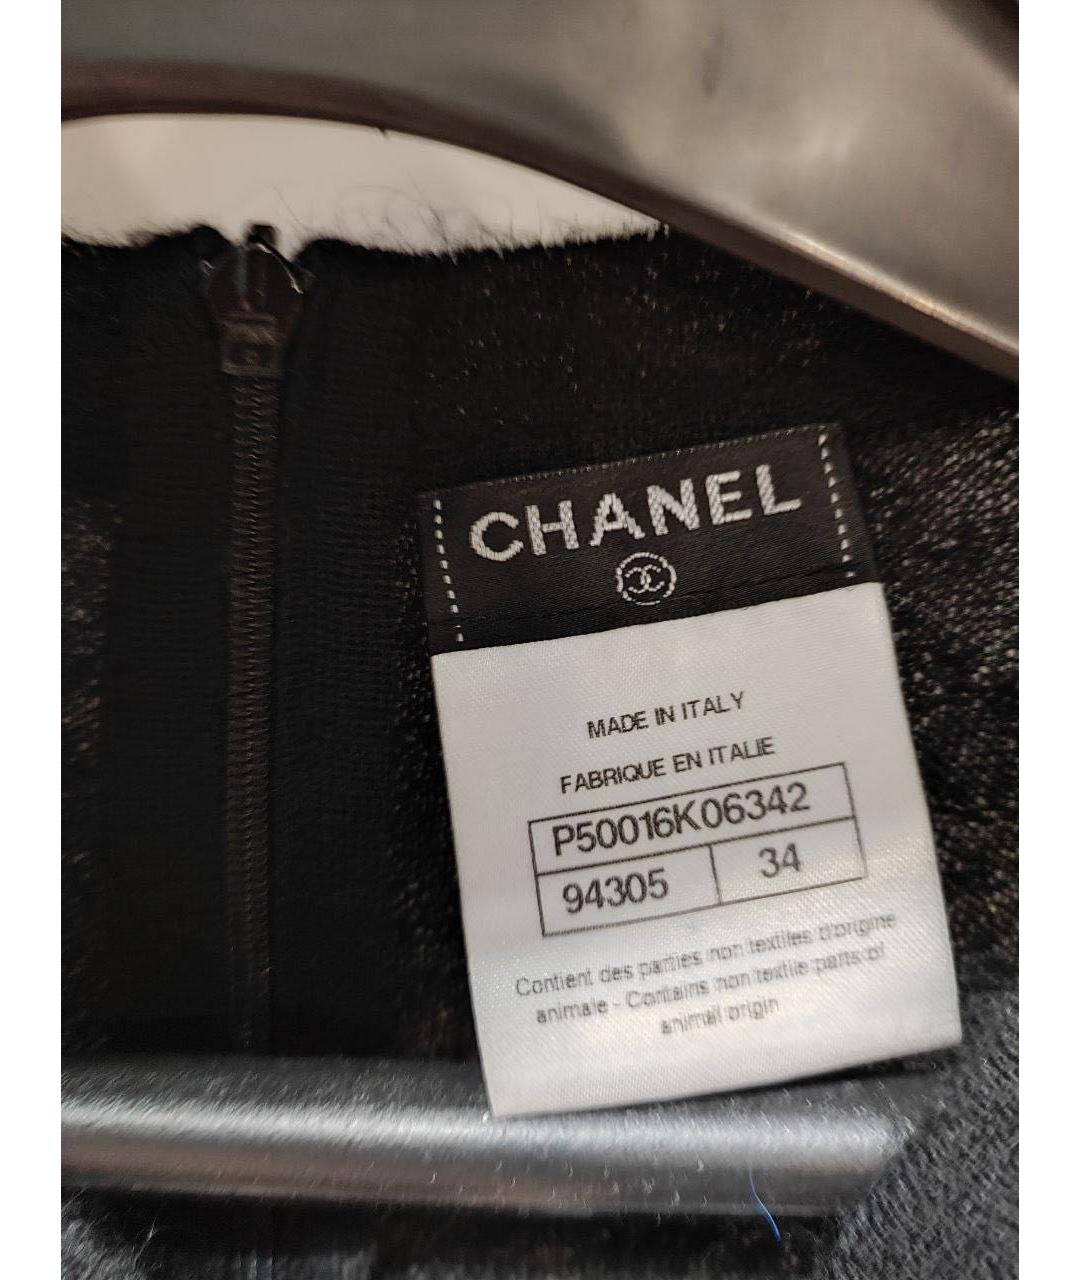 CHANEL
MADE IN ITALY
FABRIQUE EN ITALIE
P50016K06342
94305 34
Contient des parties non textiles d'origine
animale - Contains non textile parts of
animal origin